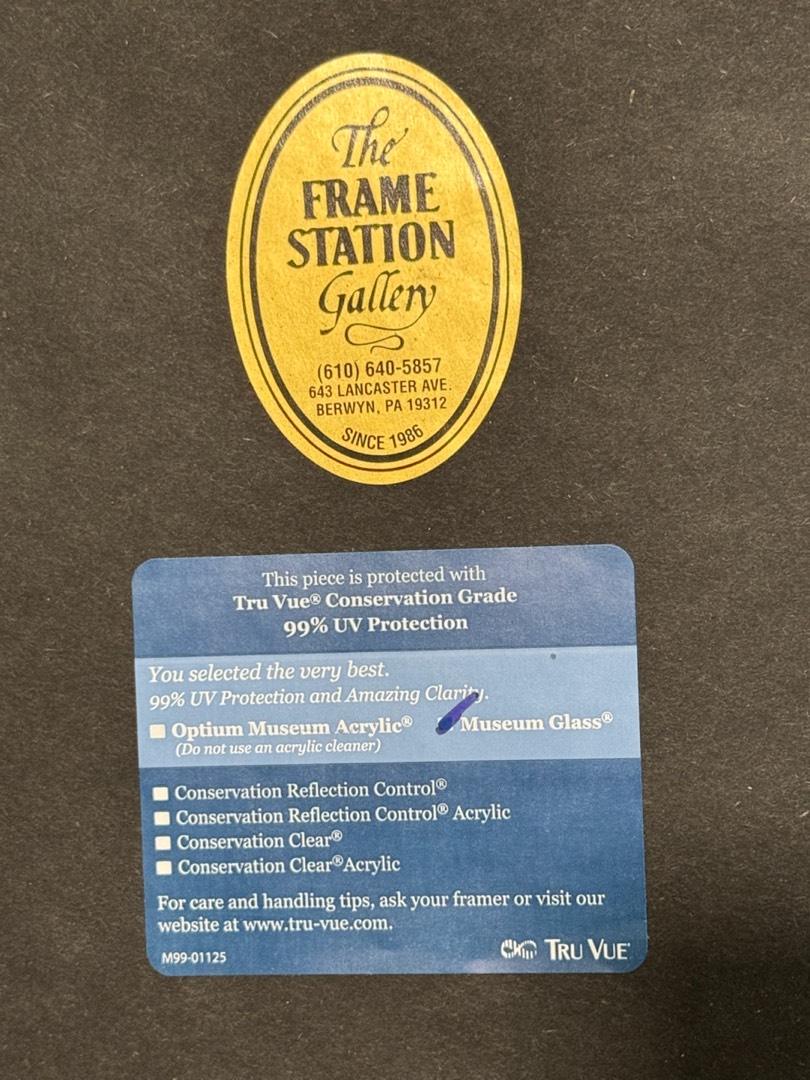 The
FRAME
STATION
Gallery
(610) 640-5857
643 LANCASTER AVE.
BERWYN, PA 19312
SINCE 1986
This piece is protected with
Tru Vue® Conservation Grade
99% UV Protection
You selected the very best.
99% UV Protection and Amazing Clarity.
Optium Museum Acrylic® Museum Glass®
(Do not use an acrylic cleaner)
Conservation Reflection Control®
Conservation Reflection Control® Acrylic
Conservation Clear®
Conservation Clear® Acrylic
For care and handling tips, ask your framer or visit our
website at www.tru-vue.com.
M99-01125 TRU VUE®